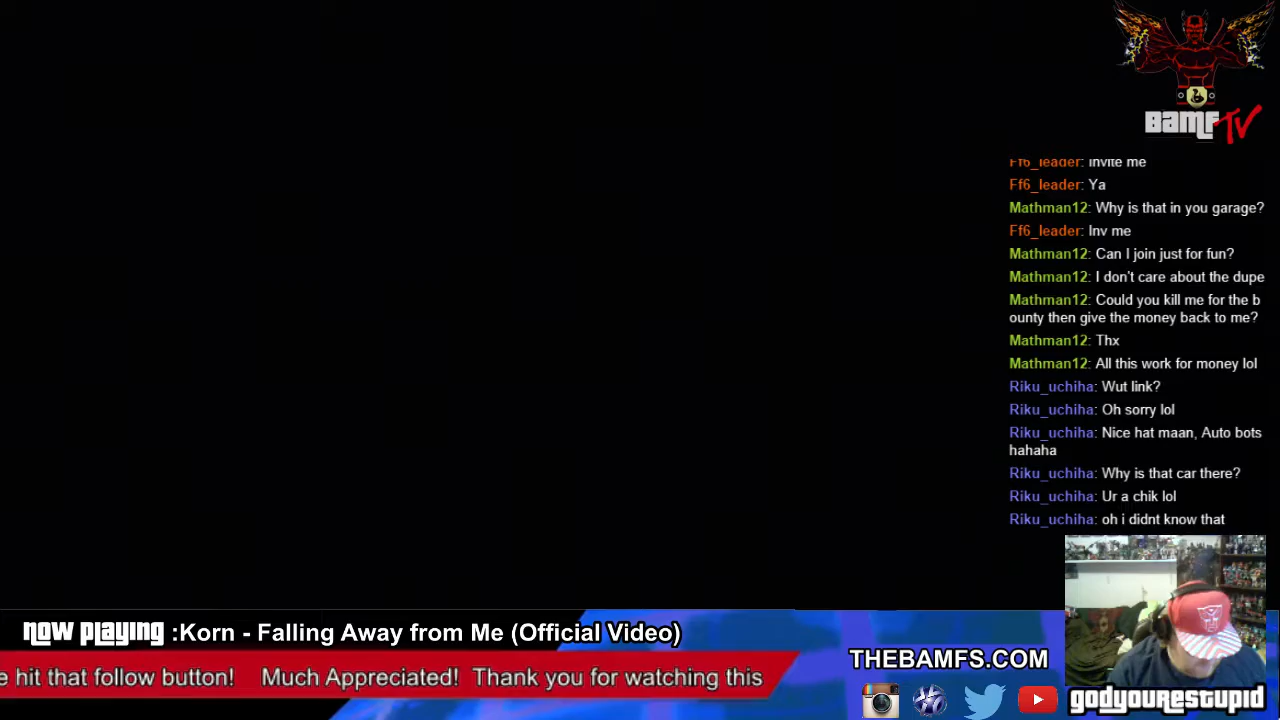 BAMF TV
Ff6_leader: Invite me
Ff6_leader: Ya
Mathman12: Why is that in you garage?
Ff6_leader: Inv me
Mathman12: Can I join just for fun?
Mathman12: I don't care about the dupe
Mathman12: Could you kill me for the b
ounty then give the money back to me?
Mathman12: Thx
Mathman12: All this work for money lol
Riku_uchiha: Wut link?
Riku_uchiha: Oh sorry lol
Riku_uchiha: Nice hat maan, Auto bots
hahaha
Riku_uchiha: Why is that car there?
Riku_uchiha: Ur a chik lol
Riku_uchiha: oh i didnt know that
now playing :Korn - Falling Away from Me (Official Video)
e hit that follow button! Much Appreciated! Thank you for watching this
THEBAMFS.COM
godyourestupid